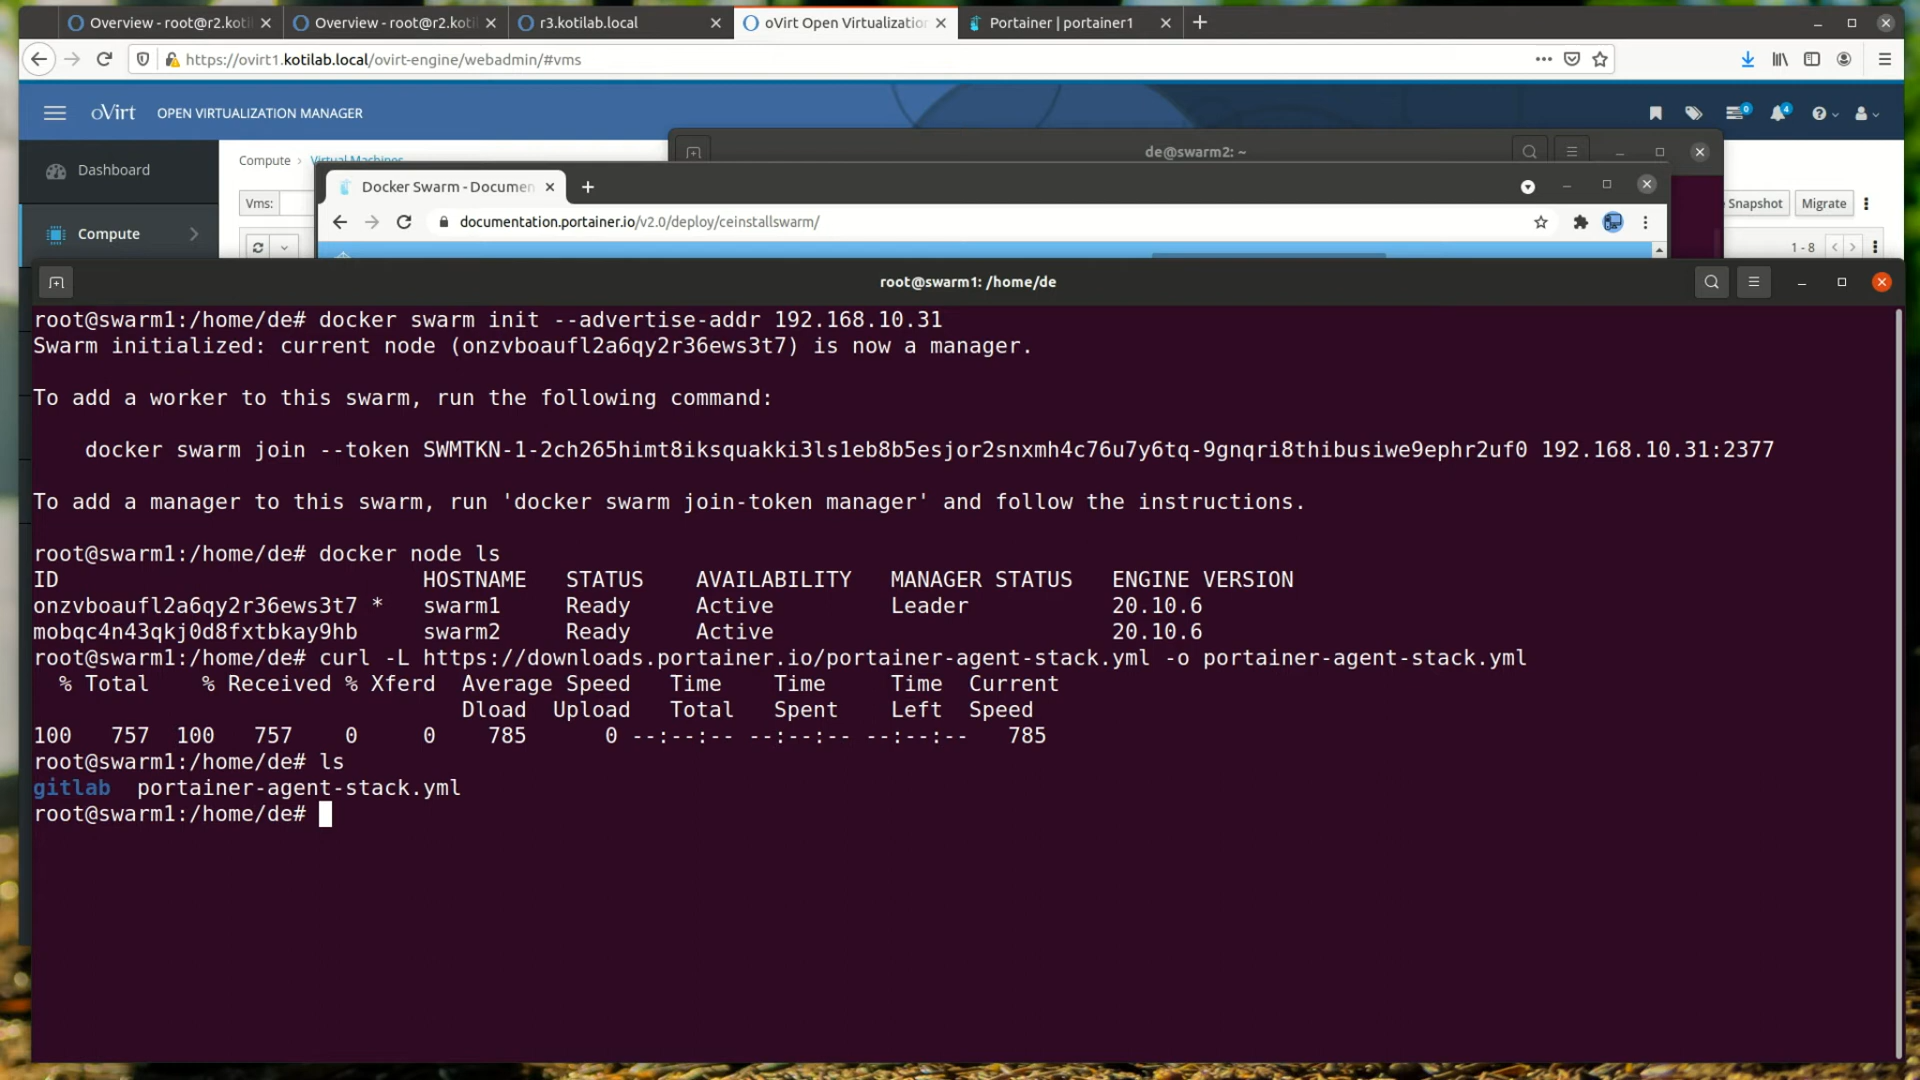 Overview - root@r2.koti
Overview - root@r2.koti
r3.kotilab.local
oVirt Open Virtualizatio
Portainer | portainer1
https://ovirt1.kotilab.local/ovirt-engine/webadmin/#vms
oVirt OPEN VIRTUALIZATION MANAGER
0
4
de@swarm2: ~
Dashboard
Compute
Compute > Virtual Machines
Vms:
Snapshot
Migrate
1 - 8
Docker Swarm - Documen
documentation.portainer.io/v2.0/deploy/ceinstallswarm/
root@swarm1: /home/de
root@swarm1:/home/de# docker swarm init --advertise-addr 192.168.10.31
Swarm initialized: current node (onzvboaufl2a6qy2r36ews3t7) is now a manager.
To add a worker to this swarm, run the following command:
docker swarm join --token SWMTKN-1-2ch265himt8iksquakki3ls1eb8b5esjor2snxmh4c76u7y6tq-9gnqri8thibusiwe9ephr2uf0 192.168.10.31:2377
To add a manager to this swarm, run 'docker swarm join-token manager' and follow the instructions.
root@swarm1:/home/de# docker node ls
ID HOSTNAME STATUS AVAILABILITY MANAGER STATUS ENGINE VERSION
onzvboaufl2a6qy2r36ews3t7 * swarm1 Ready Active Leader 20.10.6
mobqc4n43qkj0d8fxtbkay9hb swarm2 Ready Active 20.10.6
root@swarm1:/home/de# curl -L https://downloads.portainer.io/portainer-agent-stack.yml -o portainer-agent-stack.yml
% Total % Received % Xferd Average Speed Time Time Time Current
Dload Upload Total Spent Left Speed
100 757 100 757 0 0 785 0 --:--:-- --:--:-- --:--:-- 785
root@swarm1:/home/de# ls
gitlab portainer-agent-stack.yml
root@swarm1:/home/de#